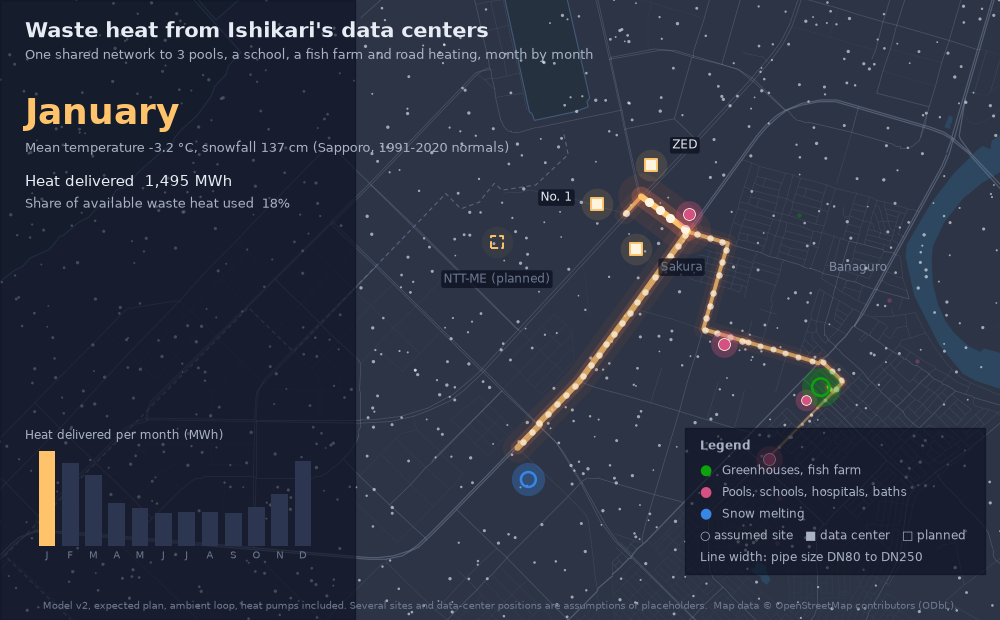 Waste heat from Ishikari's data centers
One shared network to 3 pools, a school, a fish farm and road heating, month by month
January
Mean temperature -3.2 °C, snowfall 137 cm (Sapporo, 1991-2020 normals)
Heat delivered 1,495 MWh
Share of available waste heat used 18%
ZED
No. 1
Sakura
Banaguro
NTT-ME (planned)
Heat delivered per month (MWh)
J F M A M J J A S O N D
Legend
Greenhouses, fish farm
Pools, schools, hospitals, baths
Snow melting
○ assumed site ■ data center □ planned
Line width: pipe size DN80 to DN250
Model v2, expected plan, ambient loop, heat pumps included. Several sites and data-center positions are assumptions or placeholders. Map data © OpenStreetMap contributors (ODbL).